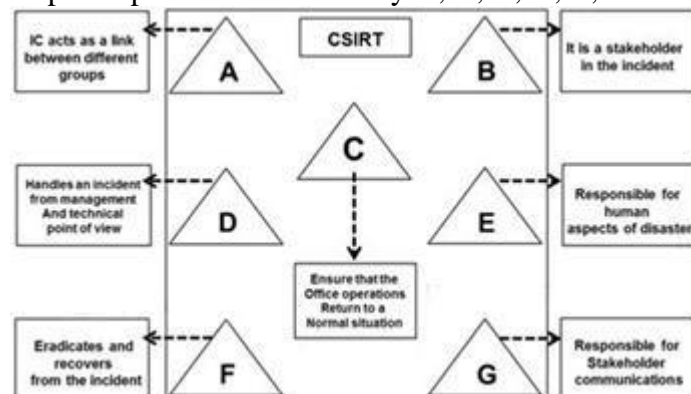 IC acts as a link
between different
groups
A
CSIRT
B
It is a stakeholder
in the incident
C
Handles an incident
from management
And technical
point of view
D
E
Responsible for
human
aspects of disaster
Ensure that the
Office operations
Return to a
Normal situation
Eradicates and
recovers
from the incident
F
G
Responsible for
Stakeholder
communications